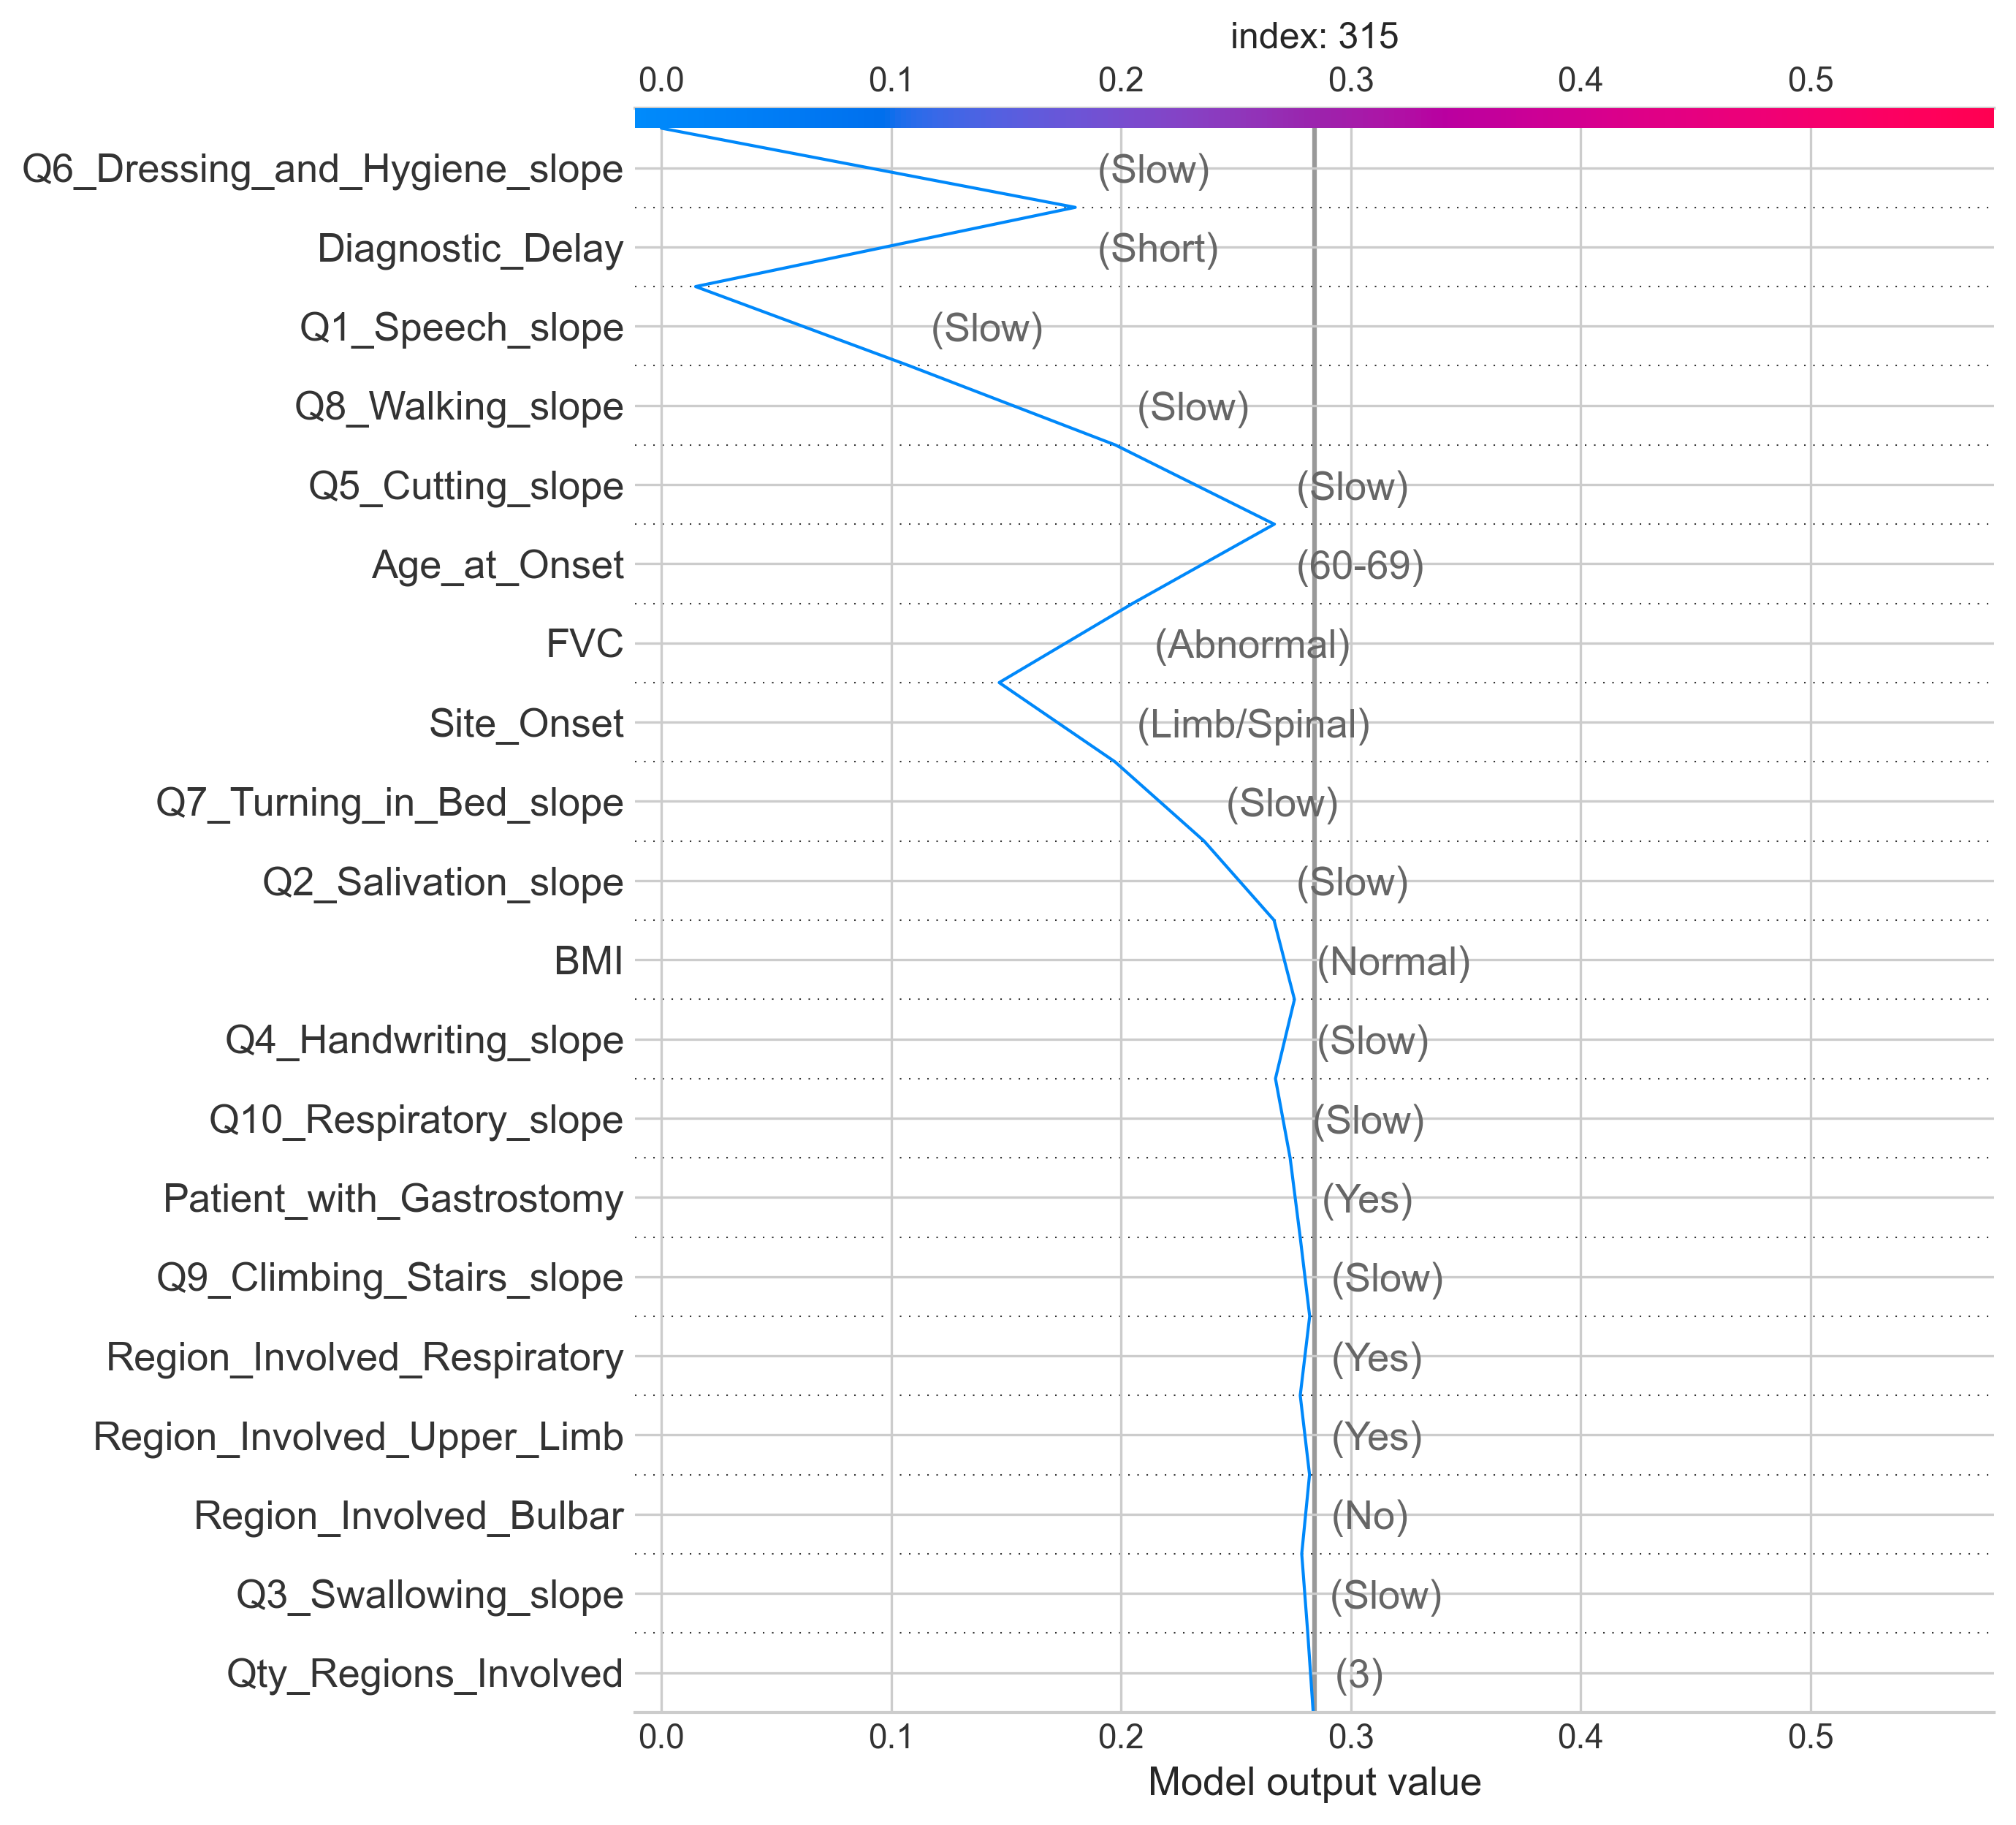 index: 315
0.0 0.1 0.2 0.3 0.4 0.5
Q6_Dressing_and_Hygiene_slope (Slow)
Diagnostic_Delay (Short)
Q1_Speech_slope (Slow)
Q8_Walking_slope (Slow)
Q5_Cutting_slope (Slow)
Age_at_Onset (60-69)
FVC (Abnormal)
Site_Onset (Limb/Spinal)
Q7_Turning_in_Bed_slope (Slow)
Q2_Salivation_slope (Slow)
BMI (Normal)
Q4_Handwriting_slope (Slow)
Q10_Respiratory_slope (Slow)
Patient_with_Gastrostomy (Yes)
Q9_Climbing_Stairs_slope (Slow)
Region_Involved_Respiratory (Yes)
Region_Involved_Upper_Limb (Yes)
Region_Involved_Bulbar (No)
Q3_Swallowing_slope (Slow)
Qty_Regions_Involved (3)
0.0 0.1 0.2 0.3 0.4 0.5
Model output value